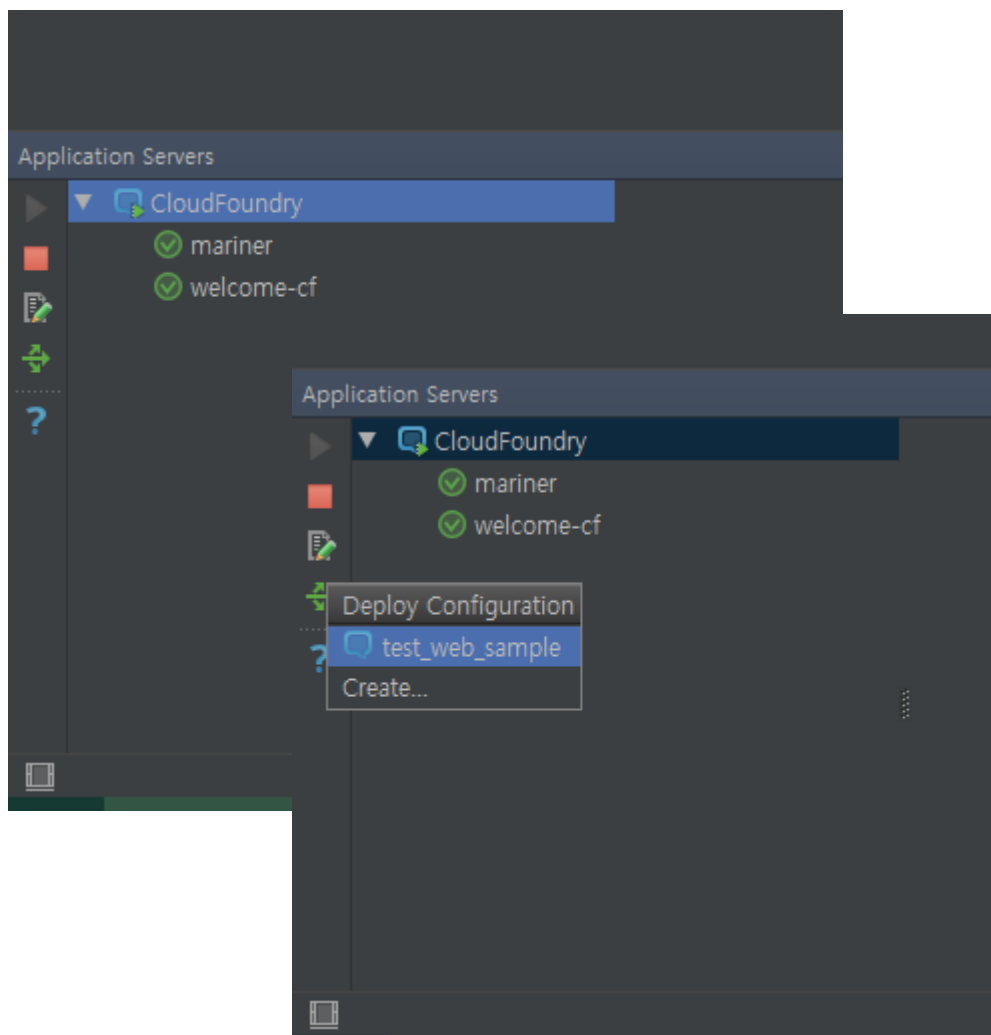 Application Servers
CloudFoundry
mariner
welcome-cf
?
Application Servers
CloudFoundry
mariner
welcome-cf
Deploy Configuration
test_web_sample
?
Create...